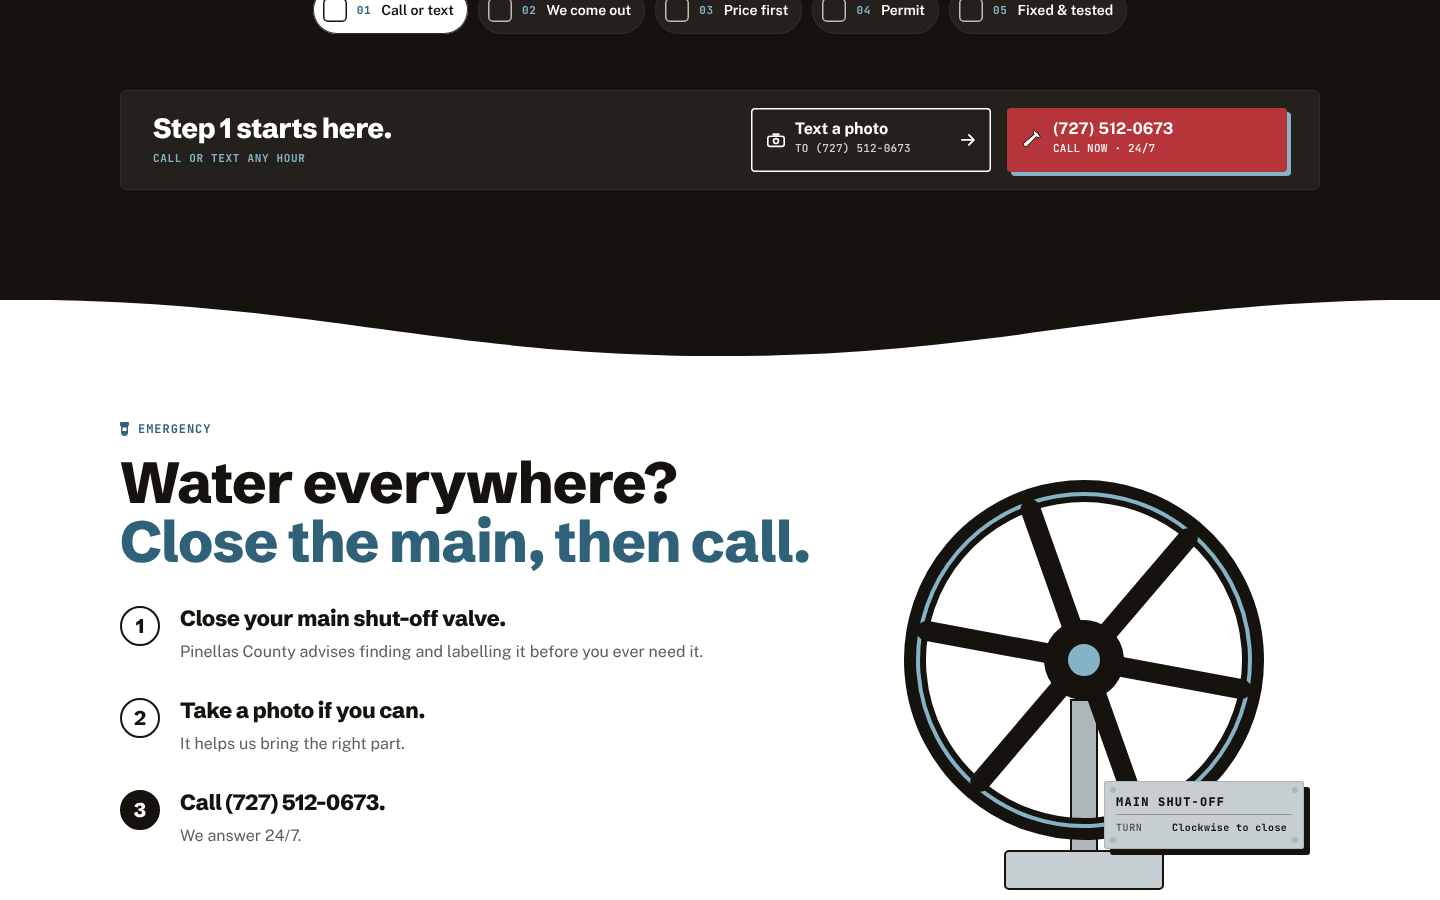 01 Call or text
02 We come out
03 Price first
04 Permit
05 Fixed & tested
Step 1 starts here.
CALL OR TEXT ANY HOUR
Text a photo
TO (727) 512-0673
(727) 512-0673
CALL NOW · 24/7
EMERGENCY
Water everywhere?
Close the main, then call.
1
Close your main shut-off valve.
Pinellas County advises finding and labelling it before you ever need it.
2
Take a photo if you can.
It helps us bring the right part.
3
Call (727) 512-0673.
We answer 24/7.
MAIN SHUT-OFF
TURN Clockwise to close